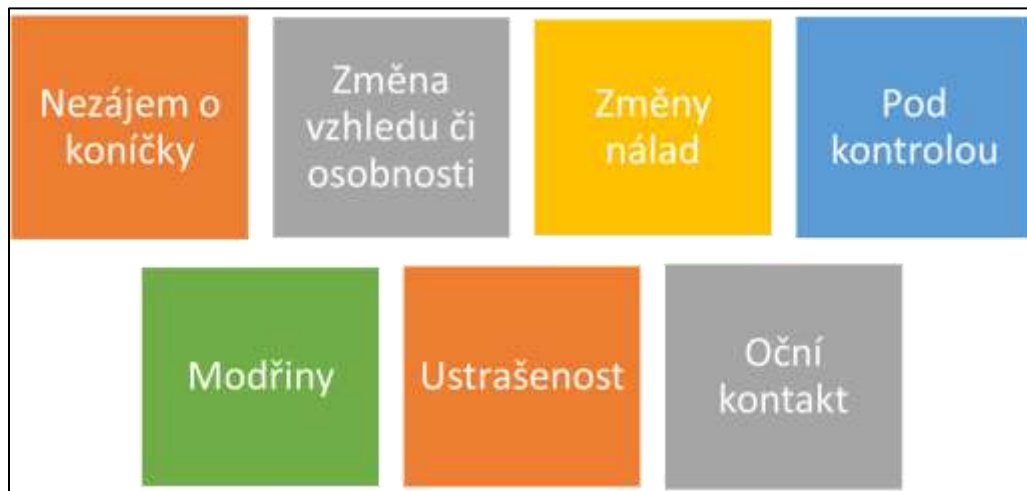 Nezájem o
koníčky
Změna
vzhledu či
osobnosti
Změny
nálad
Pod
kontrolou
Modřiny
Ustrašenost
Oční
kontakt